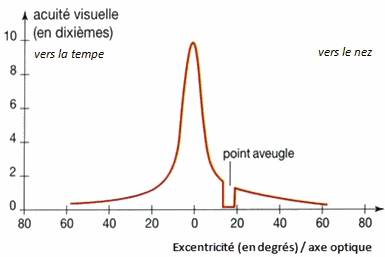 acuité visuelle
(en dixièmes)
vers la tempe
vers le nez
10
8
6
4
2
0
point aveugle
80 60 40 20 0 20 40 60 80
Excentricité (en degrés) / axe optique